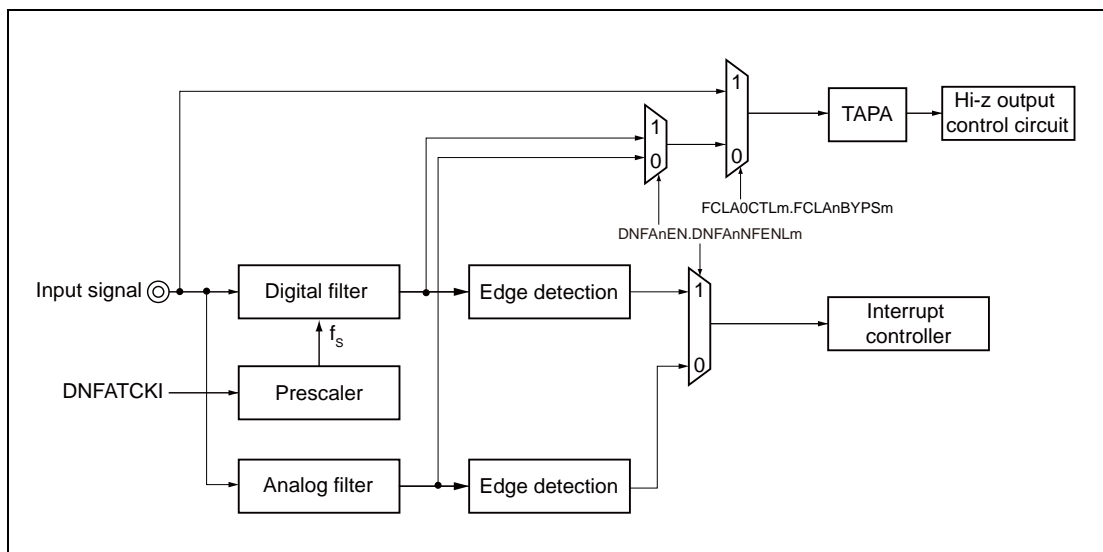 1
0
1
0
TAPA
Hi-z output
control circuit
FCLA0CTLm.FCLAnBYPSm
DNFAnEN.DNFAnNFENLm
Input signal
Digital filter
Edge detection
1
0
Interrupt
controller
fS
DNFATCKI
Prescaler
Analog filter
Edge detection